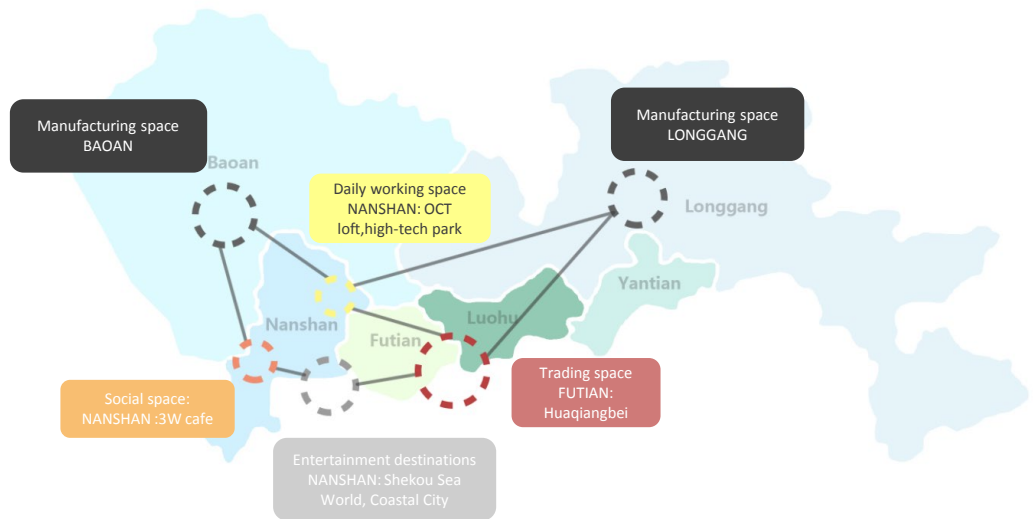 Manufacturing space
BAOAN
Manufacturing space
LONGGANG
Baoan
Daily working space
NANSHAN: OCT
loft,high-tech park
Longgang
Yantian
Nanshan
Luohu
Futian
Social space:
NANSHAN :3W cafe
Trading space
FUTIAN:
Huaqiangbei
Entertainment destinations
NANSHAN: Shekou Sea
World, Coastal City